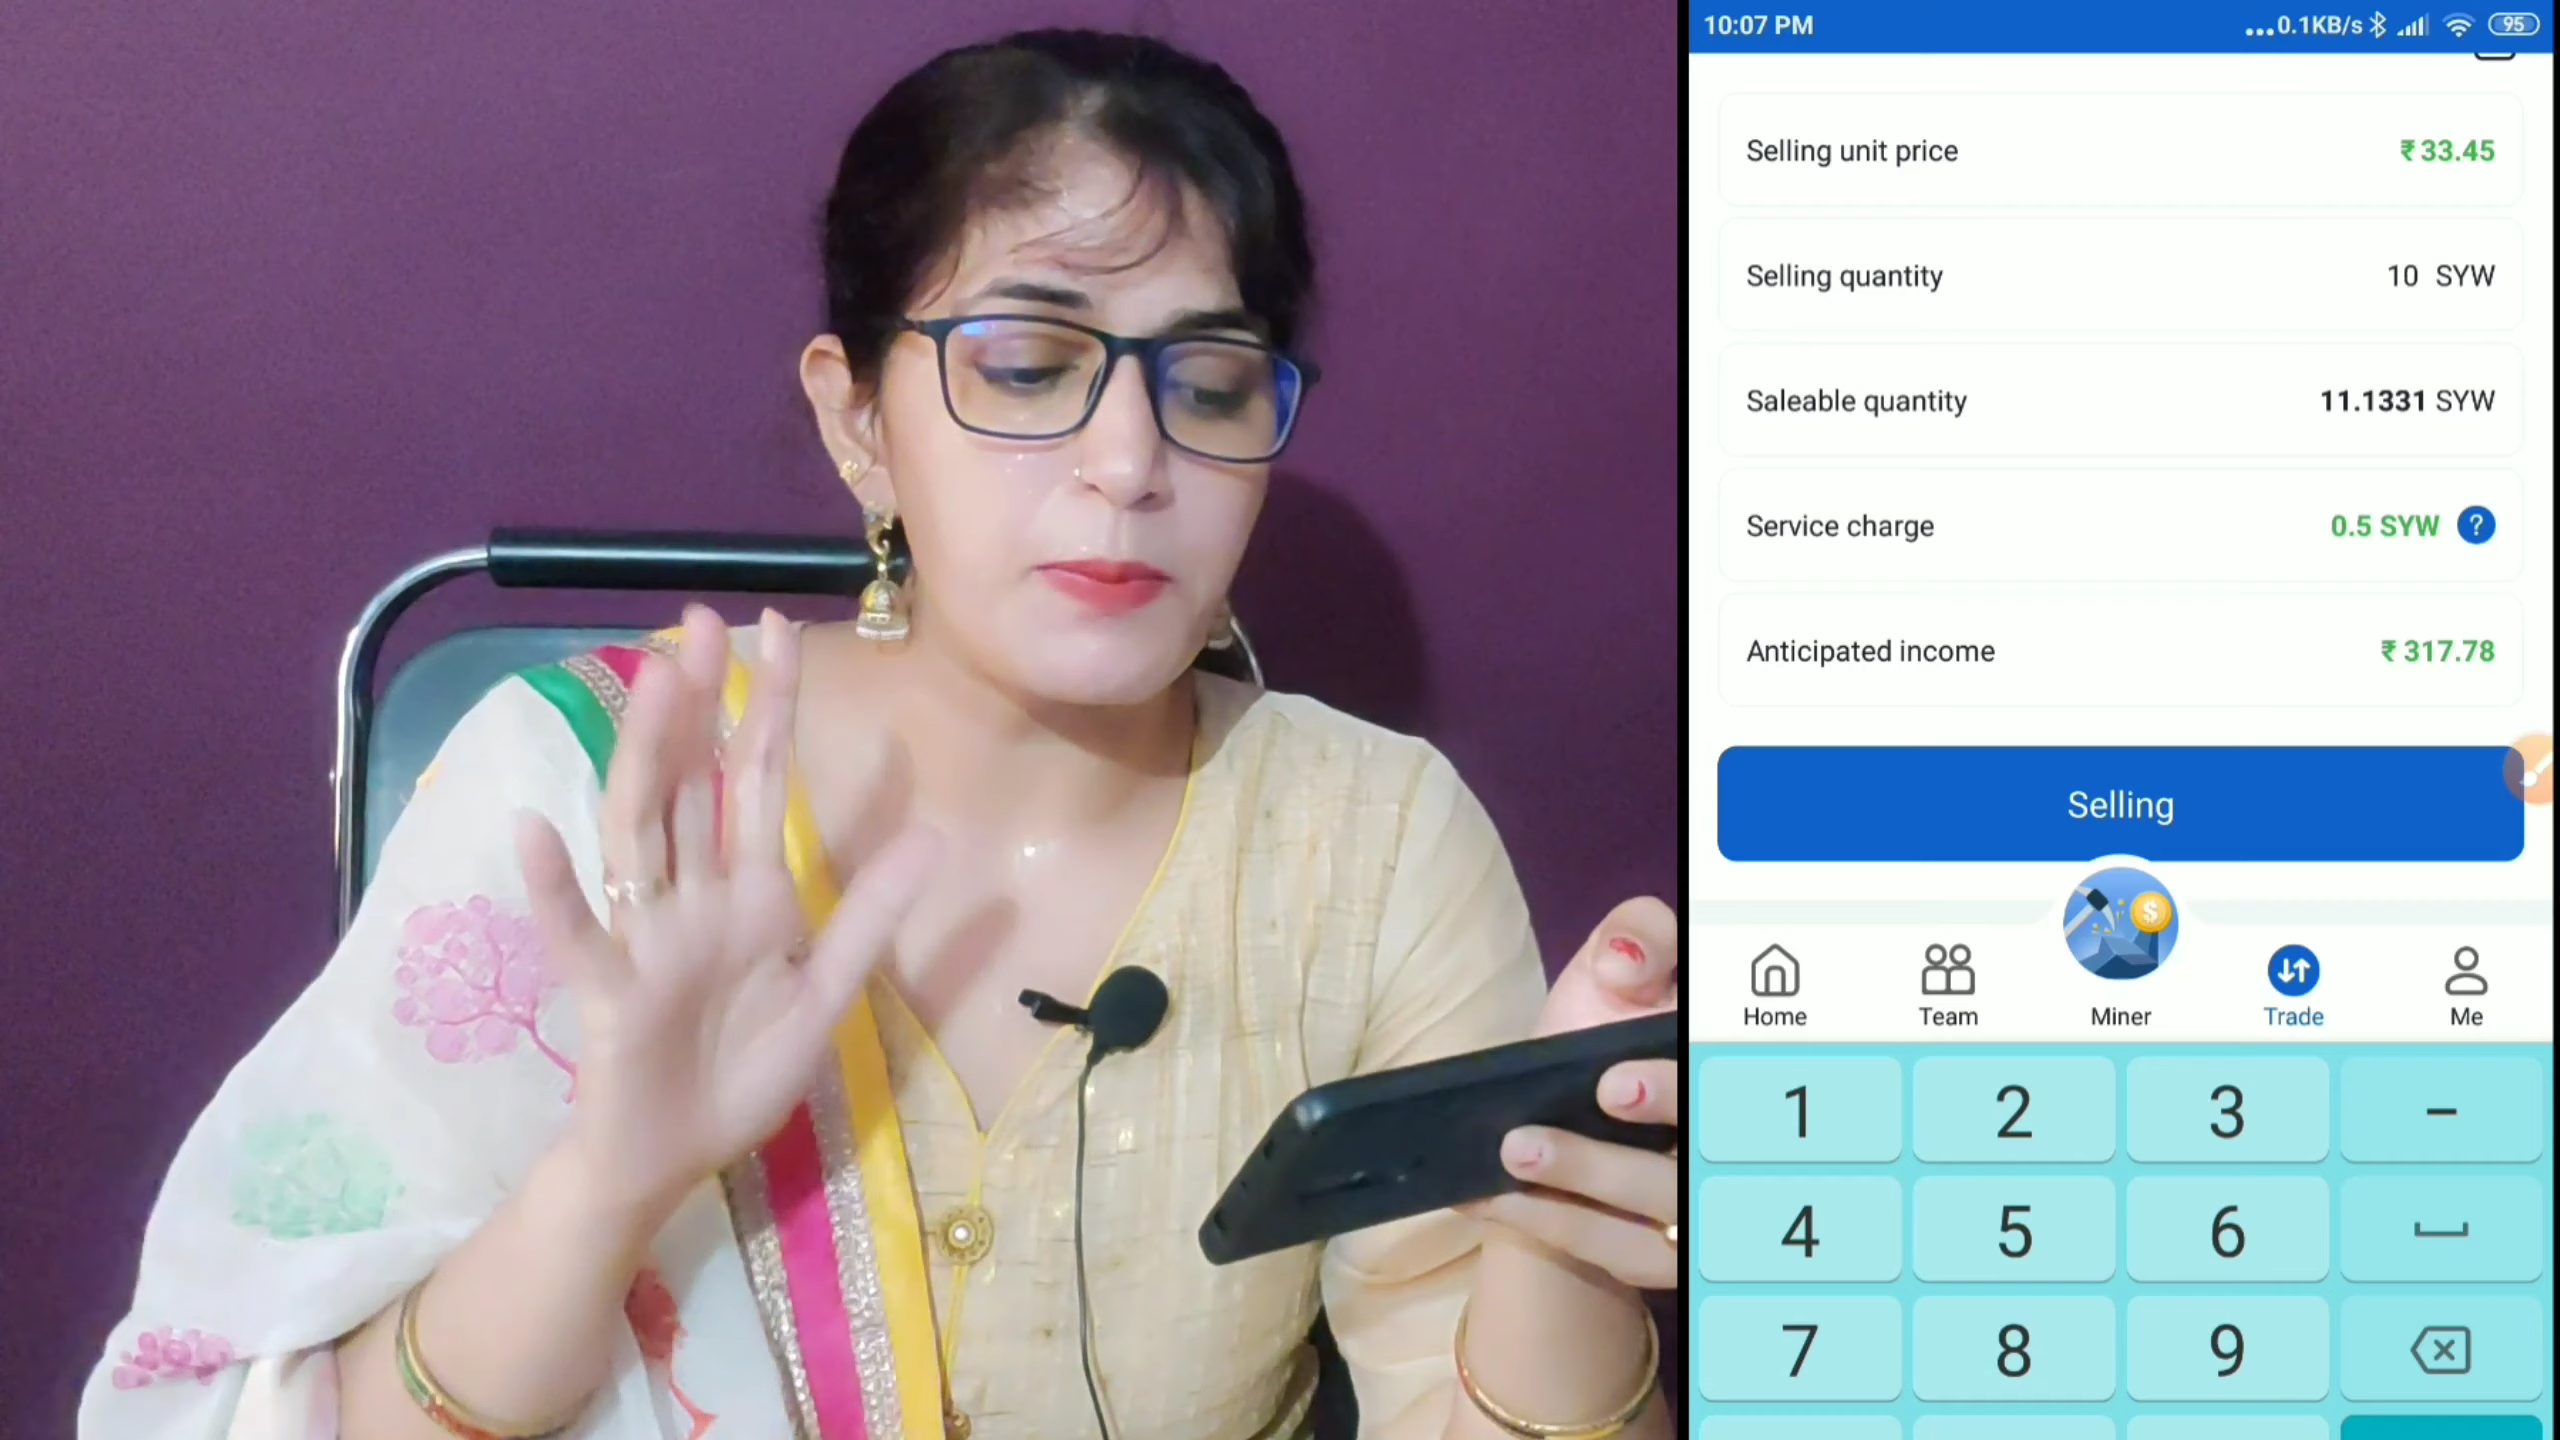 10:07 PM
...0.1KB/s
95
Selling unit price ₹33.45
Selling quantity 10 SYW
Saleable quantity 11.1331 SYW
Service charge 0.5 SYW ?
Anticipated income ₹317.78
Selling
$
Home Team Miner Trade Me
1 2 3 –
4 5 6
7 8 9